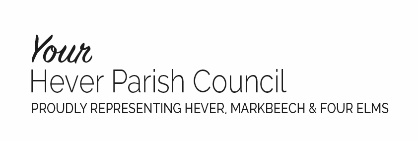 Your
Hever Parish Council
PROUDLY REPRESENTING HEVER, MARKBEECH & FOUR ELMS